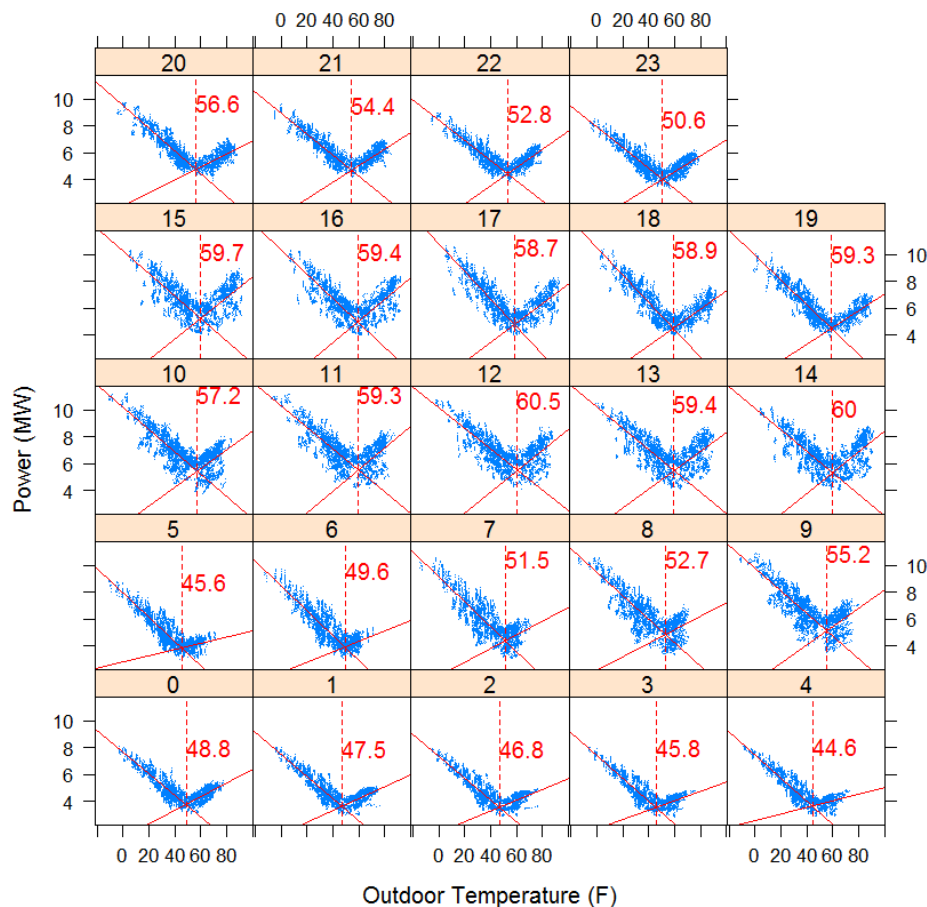 0 20 40 60 80 0 20 40 60 80
20 21 22 23
10
8
6
4
56.6 54.4 52.8 50.6
15 16 17 18 19
59.7 59.4 58.7 58.9 59.3
10
8
6
4
10 11 12 13 14
10
8
6
4
57.2 59.3 60.5 59.4 60
Power (MW)
5 6 7 8 9
45.6 49.6 51.5 52.7 55.2
10
8
6
4
0 1 2 3 4
10
8
6
4
48.8 47.5 46.8 45.8 44.6
0 20 40 60 80 0 20 40 60 80 0 20 40 60 80
Outdoor Temperature (F)